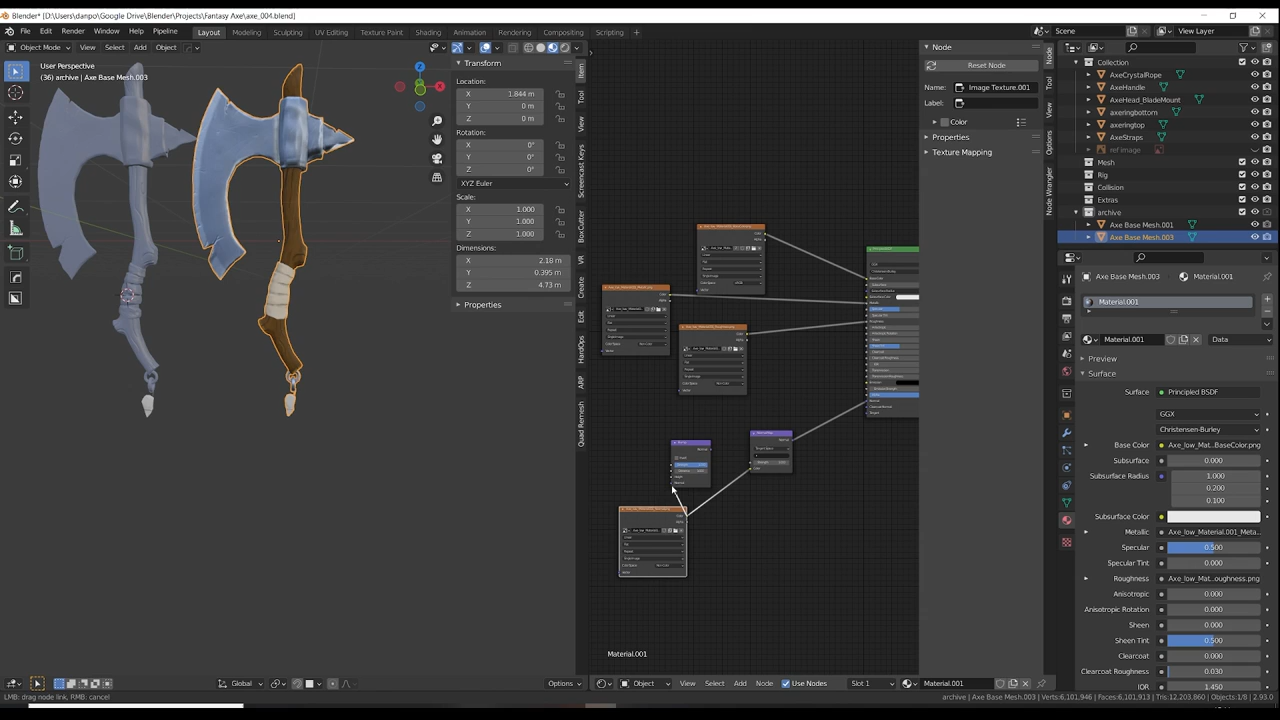 Blender* [D:\Users\danpo\Google Drive\Blender\Projects\Fantasy Axe\axe_004.blend]
File Edit Render Window Help Pipeline Layout Modeling Sculpting UV Editing Texture Paint Shading Animation Rendering Compositing Scripting + Scene View Layer
Object Mode View Select Add Object
User Perspective
(36) archive | Axe Base Mesh.003
Transform
Location:
X 1.844 m
Y 0 m
Z 0 m
Rotation:
X 0°
Y 0°
Z 0°
XYZ Euler
Scale:
X 1.000
Y 1.000
Z 1.000
Dimensions:
X 2.18 m
Y 0.395 m
Z 4.73 m
Properties
Item
Tool
View
Screencast Keys
BoxCutter
VR
Create
Edit
HardOps
ARP
Quad Remesh
Node
Reset Node
Name: Image Texture.001
Label:
Color
Properties
Texture Mapping
Node
Tool
View
Options
Node Wrangler
Collection
AxeCrystalRope
AxeHandle
AxeHead_BladeMount
axeringbottom
axeringtop
AxeStraps
ref image
Mesh
Rig
Collision
Extras
archive
Axe Base Mesh.001
Axe Base Mesh.003
Axe Base Mesh.003 Material.001
Material.001
Material.001 Data
Preview
Surface
Surface Principled BSDF
GGX
Christensen-Burley
Base Color Axe_low_Mat..BaseColor.png
Subsurface 0.000
Subsurface Radius 1.000
0.200
0.100
Subsurface Color
Metallic Axe_low_Material.001_Meta...
Specular 0.500
Specular Tint 0.000
Roughness Axe_low_Mat..oughness.png
Anisotropic 0.000
Anisotropic Rotation 0.000
Sheen 0.000
Sheen Tint 0.500
Clearcoat 0.000
Clearcoat Roughness 0.030
IOR 1.450
Material.001
Global Options
Object View Select Add Node Use Nodes Slot 1 Material.001
LMB: drag node link, RMB: cancel
archive | Axe Base Mesh.003 | Verts:6,101,946 | Faces:6,101,913 | Tris:12,203,860 | Objects:1/8 | 2.93.0